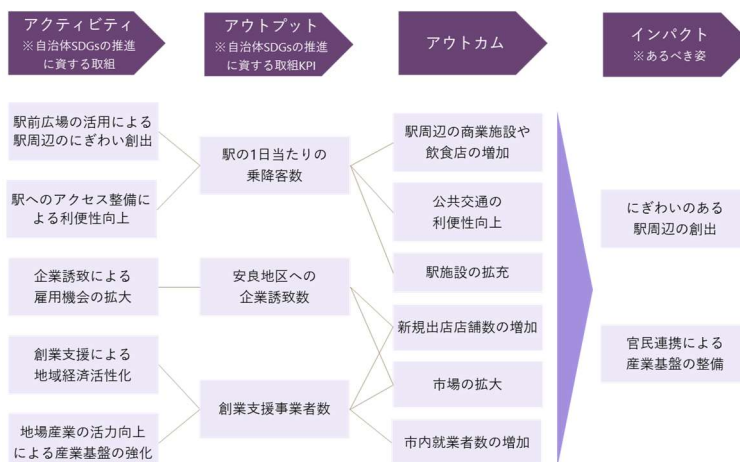 アクティビティ
※自治体SDGsの推進
に資する取組
アウトプット
※自治体SDGsの推進
に資する取組KPI
アウトカム
インパクト
※あるべき姿
駅前広場の活用による
駅周辺のにぎわい創出
駅へのアクセス整備に
よる利便性向上
企業誘致による
雇用機会の拡大
創業支援による
地域経済活性化
地場産業の活力向上
による産業基盤の強化
駅の1日当たりの
乗降客数
安良地区への
企業誘致数
創業支援事業者数
駅周辺の商業施設や
飲食店の増加
公共交通の
利便性向上
駅施設の拡充
新規出店店舗数の増加
市場の拡大
市内就業者数の増加
にぎわいのある
駅周辺の創出
官民連携による
産業基盤の整備